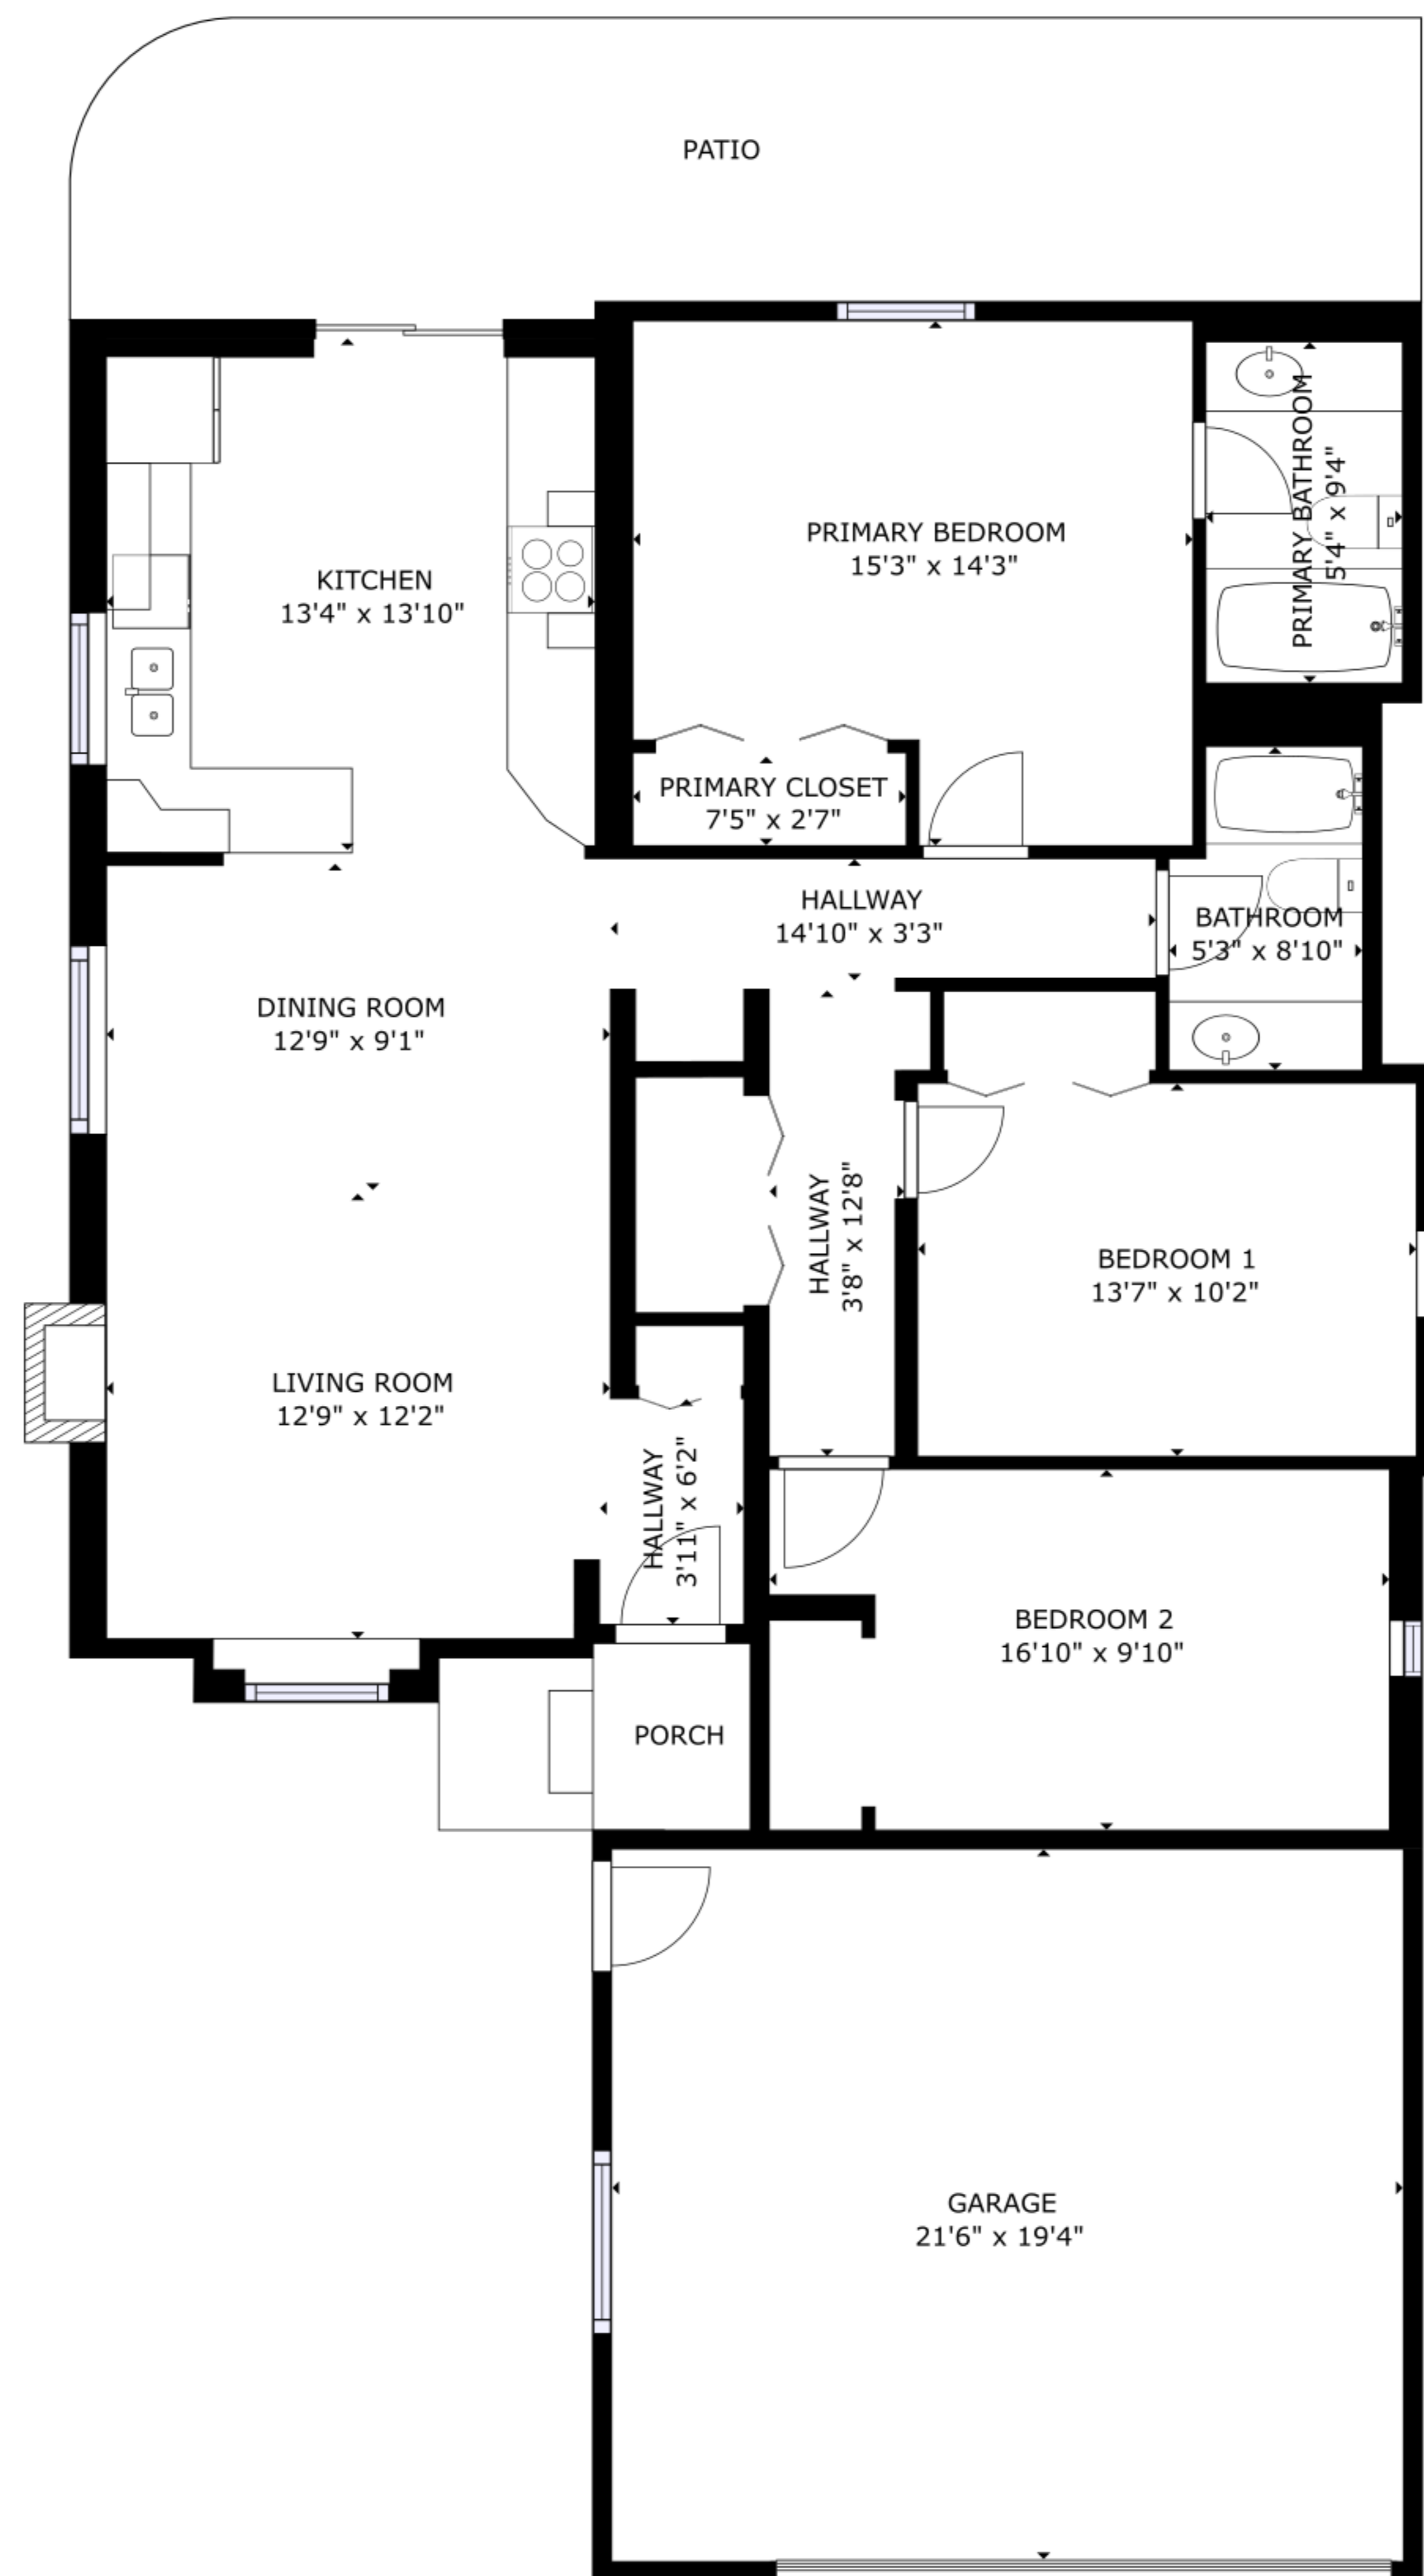 PATIO
PRIMARY BATHROOM
5'4" x 9'4"
PRIMARY BEDROOM
15'3" x 14'3"
KITCHEN
13'4" x 13'10"
PRIMARY CLOSET
7'5" x 2'7"
HALLWAY
14'10" x 3'3"
BATHROOM
5'3" x 8'10"
DINING ROOM
12'9" x 9'1"
HALLWAY
3'8" x 12'8"
BEDROOM 1
13'7" x 10'2"
LIVING ROOM
12'9" x 12'2"
HALLWAY
3'11" x 6'2"
BEDROOM 2
16'10" x 9'10"
PORCH
GARAGE
21'6" x 19'4"